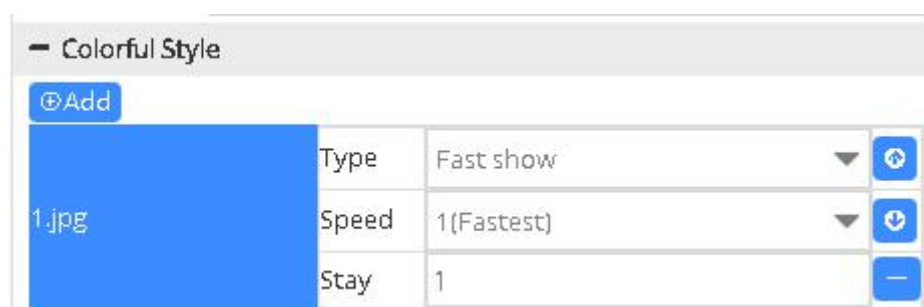 Colorful Style
Add
1.jpg
Type Fast show
Speed 1(Fastest)
Stay 1